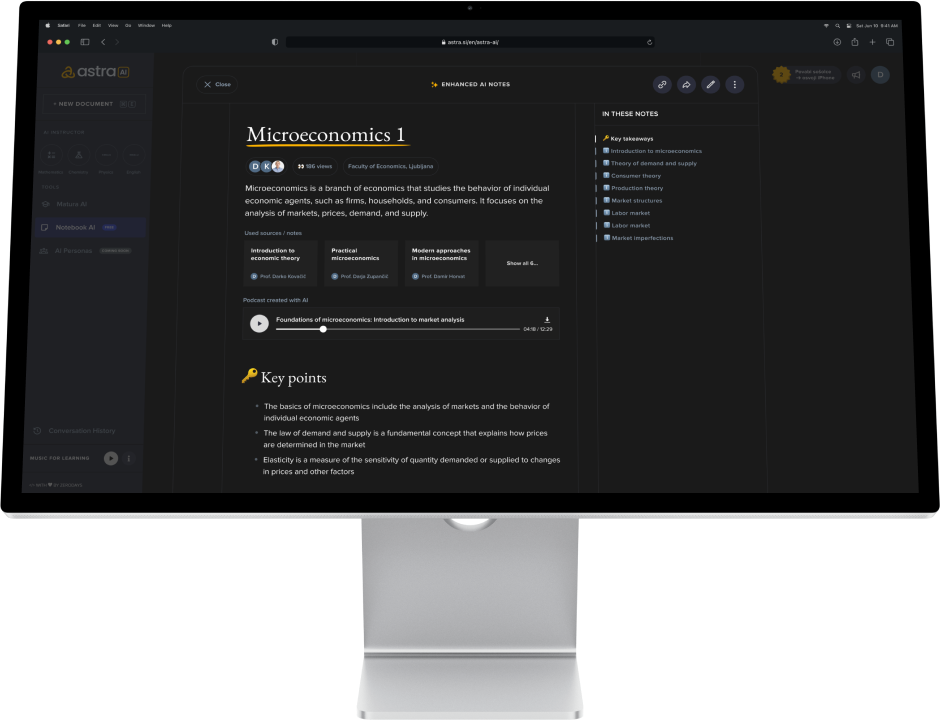 Safari File Edit View Go Window Help
Sat Jun 10 9:41 AM
astra.si/en/astra-ai/
astra AI
+ NEW DOCUMENT
AI INSTRUCTOR
TOOLS
Matura AI
Notebook AI FREE
AI Personas
Conversation History
MUSIC FOR LEARNING
Close
ENHANCED AI NOTES
Microeconomics 1
D K
186 views
Faculty of Economics, Ljubljana
Microeconomics is a branch of economics that studies the behavior of individual
economic agents, such as firms, households, and consumers. It focuses on the
analysis of markets, prices, demand, and supply.
Used sources / notes
Introduction to
economic theory
D Prof. Darko Kovačič
Practical
microeconomics
D Prof. Darja Zupančič
Modern approaches
in microeconomics
D Prof. Damir Horvat
Show all 6...
Podcast created with AI
Foundations of microeconomics: Introduction to market analysis
04:18 / 12:29
Key points
The basics of microeconomics include the analysis of markets and the behavior of
individual economic agents
The law of demand and supply is a fundamental concept that explains how prices
are determined in the market
Elasticity is a measure of the sensitivity of quantity demanded or supplied to changes
in prices and other factors
IN THESE NOTES
Key takeaways
Introduction to microeconomics
Theory of demand and supply
Consumer theory
Production theory
Market structures
Labor market
Labor market
Market imperfections
Povabi sošolce
D